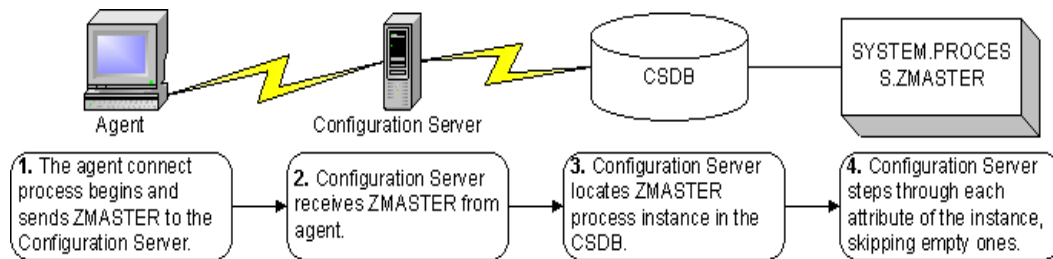 CSDB
SYSTEM.PROCES
S.ZMASTER
Agent
Configuration Server
1. The agent connect
process begins and
sends ZMASTER to the
Configuration Server.
2. Configuration Server
receives ZMASTER from
agent.
3. Configuration Server
locates ZMASTER
process instance in the
CSDB.
4. Configuration Server
steps through each
attribute of the instance,
skipping empty ones.